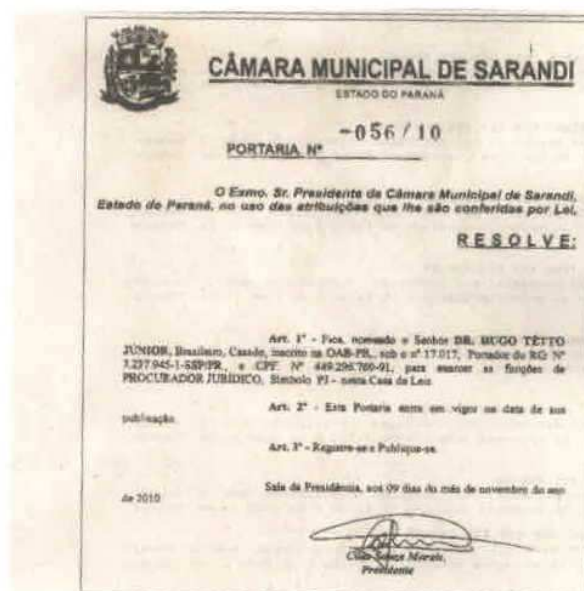 CÂMARA MUNICIPAL DE SARANDI
ESTADO DO PARANÁ
-056/10
PORTARIA Nº
O Exmo. Sr. Presidente da Câmara Municipal de Sarandi,
Estado do Paraná, no uso das atribuições que lhe são conferidas por Lei,
RESOLVE:
Art. 1º - Fica, nomeado o Senhor DR. HUGO TÊTTO
JÚNIOR, Brasileiro, Casado, inscrito na OAB-PR., sob o nº 17.017, Portador do RG Nº
7.237.945-1-SSP/PR., e CPF. Nº 449.296.769-91, para exercer as funções de
PROCURADOR JURÍDICO, Símbolo PJ - nesta Casa de Leis
Art. 2º - Esta Portaria entra em vigor na data de sua
publicação.
Art. 3º - Registre-se e Publique-se.
Sala da Presidência, aos 09 dias do mês de novembro do ano
de 2010
Souza Morais,
Presidente